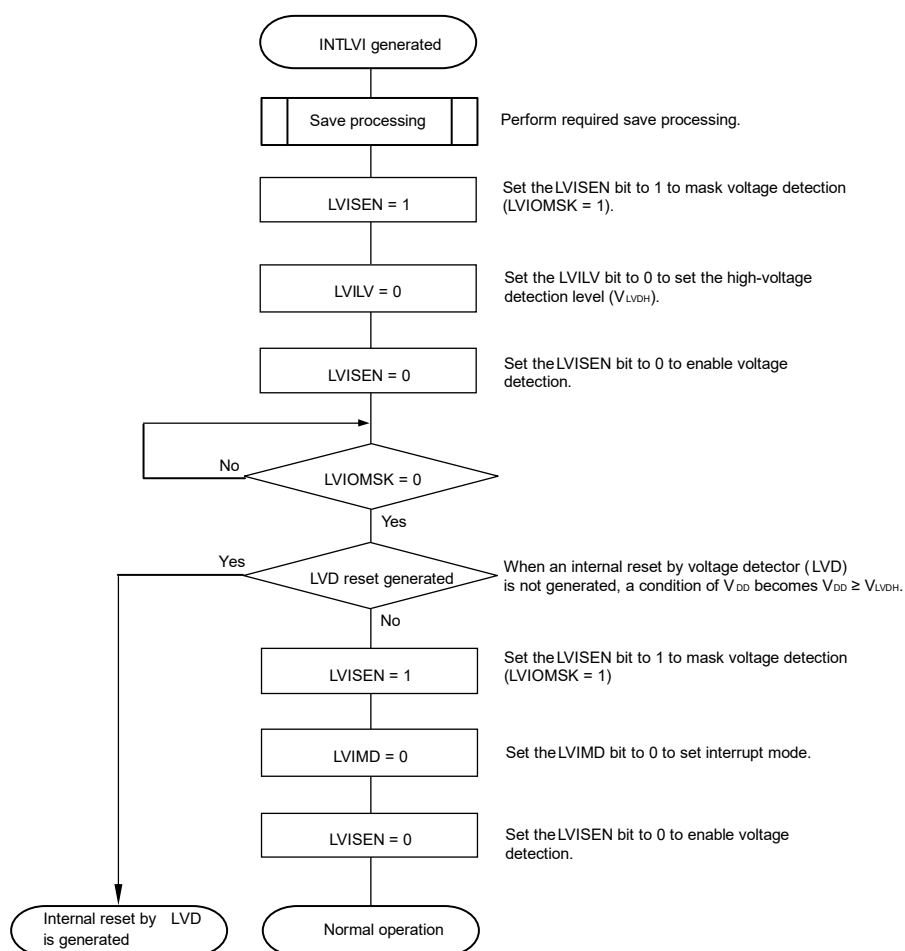 INTLVI generated
Save processing
Perform required save processing.
LVISEN = 1
Set the LVISEN bit to 1 to mask voltage detection
(LVIOMSK = 1).
LVILV = 0
Set the LVILV bit to 0 to set the high-voltage
detection level (VLVDH).
LVISEN = 0
Set the LVISEN bit to 0 to enable voltage
detection.
No
LVIOMSK = 0
Yes
Yes
LVD reset generated
When an internal reset by voltage detector (LVD)
is not generated, a condition of VDD becomes VDD ≥ VLVDH.
No
LVISEN = 1
Set the LVISEN bit to 1 to mask voltage detection
(LVIOMSK = 1)
LVIMD = 0
Set the LVIMD bit to 0 to set interrupt mode.
LVISEN = 0
Set the LVISEN bit to 0 to enable voltage
detection.
Internal reset by LVD
is generated
Normal operation